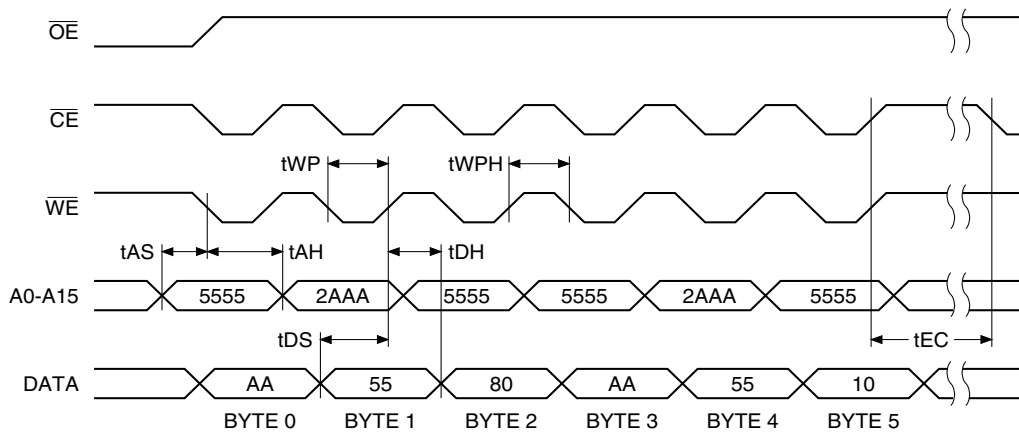 OE
CE
tWP tWPH
WE
tAS tAH tDH
A0-A15 5555 2AAA 5555 5555 2AAA 5555
tDS tEC
DATA AA 55 80 AA 55 10
BYTE 0 BYTE 1 BYTE 2 BYTE 3 BYTE 4 BYTE 5